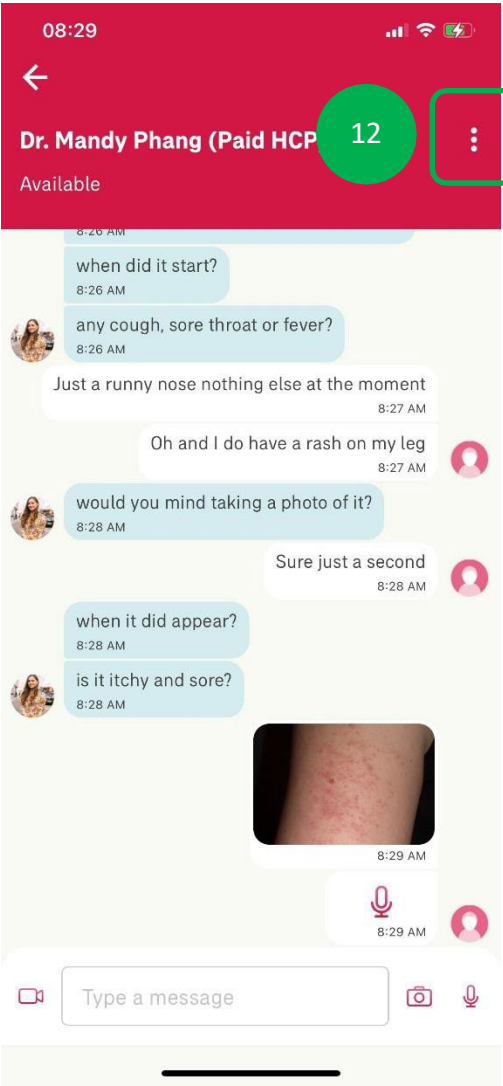 08:29
Dr. Mandy Phang (Paid HCP
12
Available
8:26 AM
when did it start?
8:26 AM
any cough, sore throat or fever?
8:26 AM
Just a runny nose nothing else at the moment
8:27 AM
Oh and I do have a rash on my leg
8:27 AM
would you mind taking a photo of it?
8:28 AM
Sure just a second
8:28 AM
when it did appear?
8:28 AM
is it itchy and sore?
8:28 AM
8:29 AM
8:29 AM
Type a message